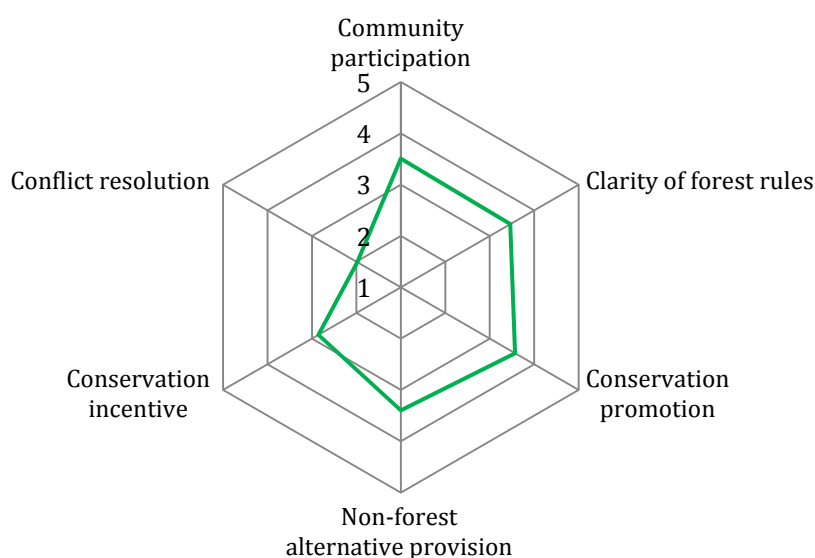 Community
participation
5
4
3
2
1
Conflict resolution
Clarity of forest rules
Conservation
incentive
Conservation
promotion
Non-forest
alternative provision